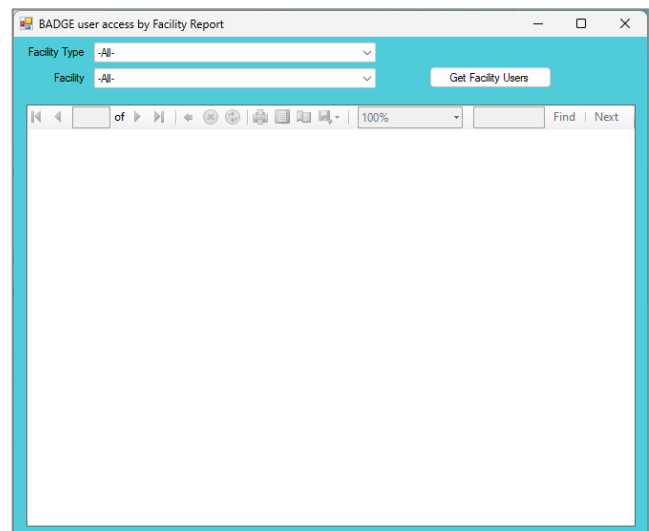 BADGE user access by Facility Report
Facility Type -All-
Facility -All- Get Facility Users
of 100% Find Next